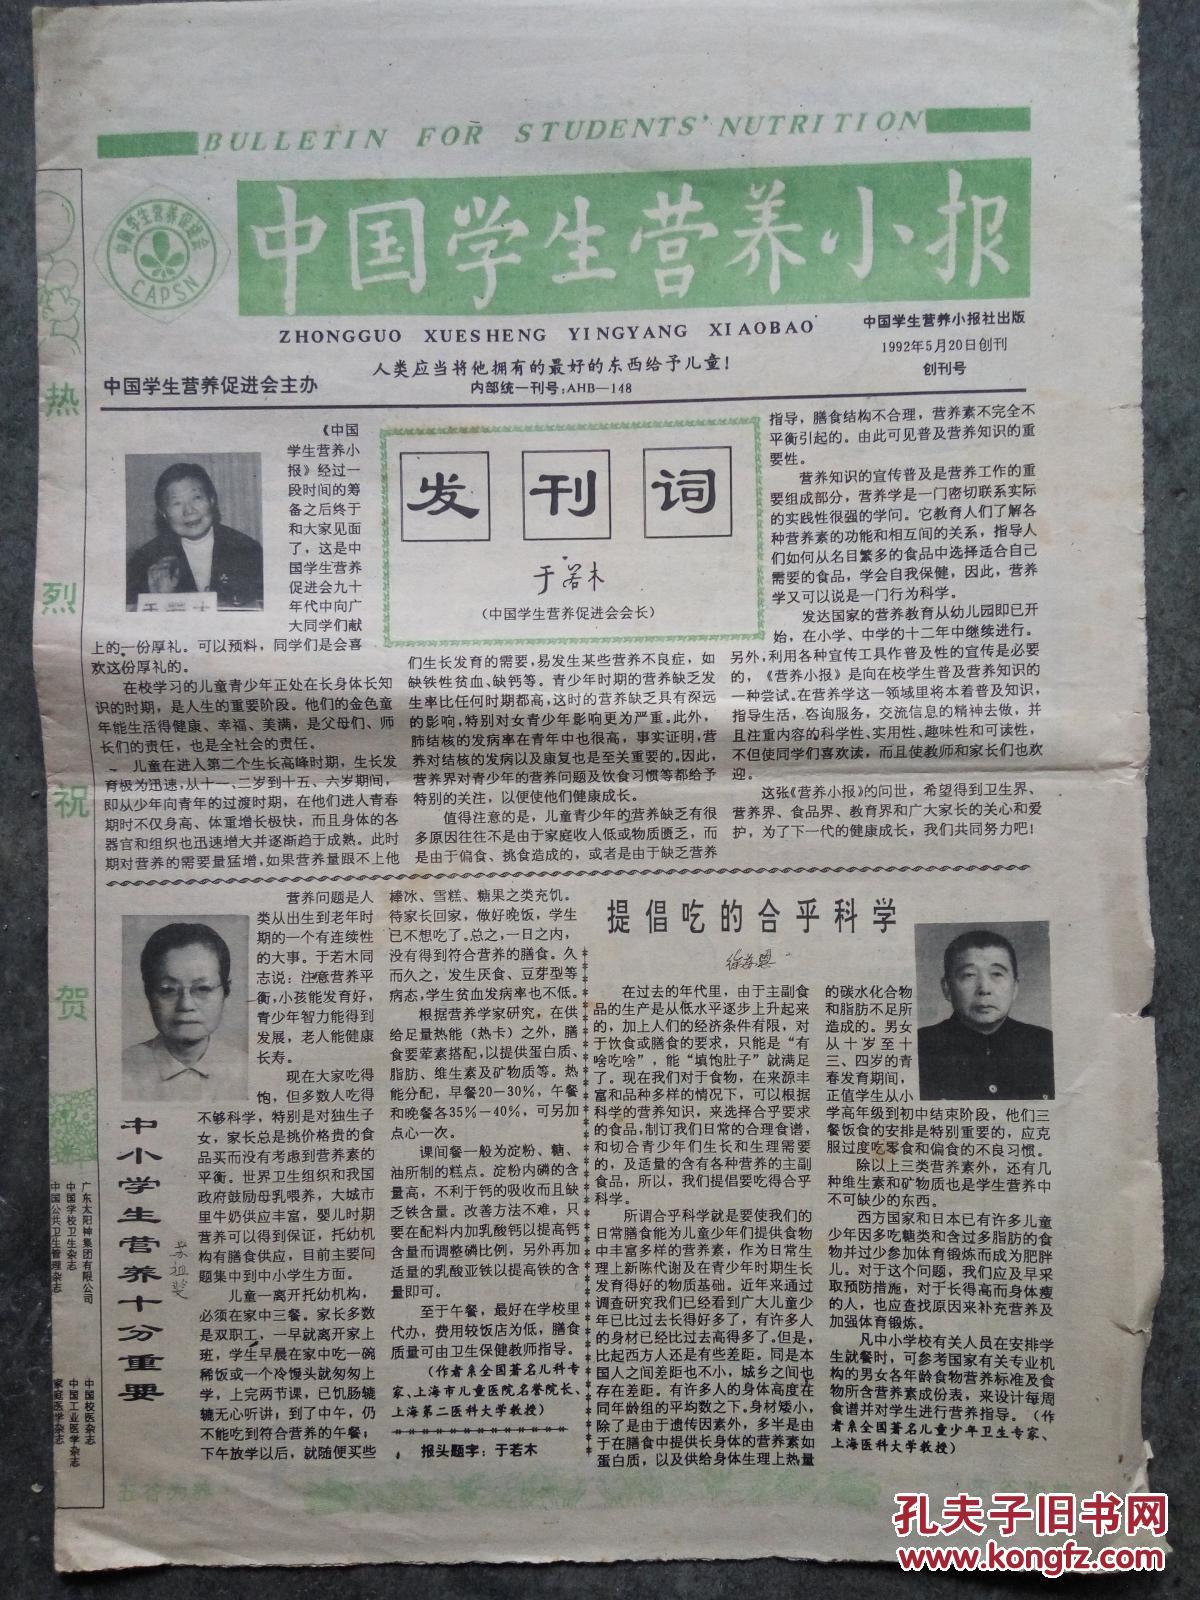 BULLETIN FOR STUDENTS' NUTRITION
中国学生营养促进会
CAPSN
中国学生营养小报
ZHONGGUO XUESHENG YINGYANG XIAOBAO
中国学生营养小报社出版
1992年5月20日创刊
创刊号
人类应当将他拥有的最好的东西给予儿童!
中国学生营养促进会主办
内部统一刊号:AHB—148
热烈祝贺
广东太阳神集团有限公司
中国学校卫生杂志
中国公共卫生管理杂志
中国校医杂志
中国工业医学杂志
家庭医学杂志
发刊词
于若木
(中国学生营养促进会会长)
《中国
学生营养小
报》经过一
段时间的筹
备之后终于
和大家见面
了,这是中
国学生营养
促进会九十
年代中向广
大同学们献
上的一份厚礼。可以预料,同学们是会喜
欢这份厚礼的。
在校学习的儿童青少年正处在长身体长知
识的时期,是人生的重要阶段。他们的金色童
年能生活得健康、幸福、美满,是父母们、师
长们的责任,也是全社会的责任。
儿童在进入第二个生长高峰时期,生长发
育极为迅速,从十一、二岁到十五、六岁期间,
即从少年向青年的过渡时期,在他们进入青春
期时不仅身高、体重增长极快,而且身体的各
器官和组织也迅速增大并逐渐趋于成熟。此时
期对营养的需要量猛增,如果营养量跟不上他
们生长发育的需要,易发生某些营养不良症,如
缺铁性贫血、缺钙等。青少年时期的营养缺乏发
生率比任何时期都高,这时的营养缺乏具有深远
的影响,特别对女青少年影响更为严重。此外,
肺结核的发病率在青年中也很高,事实证明,营
养对结核的发病以及康复也是至关重要的。因此,
营养界对青少年的营养问题及饮食习惯等都给予
特别的关注,以便使他们健康成长。
值得注意的是,儿童青少年的营养缺乏有很
多原因往往不是由于家庭收入低或物质匮乏,而
是由于偏食、挑食造成的,或者是由于缺乏营养
指导,膳食结构不合理,营养素不完全不
平衡引起的。由此可见普及营养知识的重
要性。
营养知识的宣传普及是营养工作的重
要组成部分,营养学是一门密切联系实际
的实践性很强的学问。它教育人们了解各
种营养素的功能和相互间的关系,指导人
们如何从名目繁多的食品中选择适合自己
需要的食品,学会自我保健,因此,营养
学又可以说是一门行为科学。
发达国家的营养教育从幼儿园即已开
始,在小学、中学的十二年中继续进行。
另外,利用各种宣传工具作普及性的宣传是必要
的,《营养小报》是向在校学生普及营养知识的
一种尝试。在营养学这一领域里将本着普及知识,
指导生活,咨询服务,交流信息的精神去做,并
且注重内容的科学性、实用性、趣味性和可读性,
不但使同学们喜欢读,而且使教师和家长们也欢
迎。
这张《营养小报》的问世,希望得到卫生界、
营养界、食品界、教育界和广大家长的关心和爱
护,为了下一代的健康成长,我们共同努力吧!
中小学生营养十分重要
苏祖斐
营养问题是人
类从出生到老年时
期的一个有连续性
的大事。于若木同
志说:注意营养平
衡,小孩能发育好,
青少年智力能得到
发展,老人能健康
长寿。
现在大家吃得
饱,但多数人吃得
不够科学,特别是对独生子
女,家长总是挑价格贵的食
品买而没有考虑到营养素的
平衡。世界卫生组织和我国
政府鼓励母乳喂养,大城市
里牛奶供应丰富,婴儿时期
营养可以得到保证,托幼机
构有膳食供应,目前主要问
题集中到中小学生方面。
儿童一离开托幼机构,
必须在家中三餐。家长多数
是双职工,一早就离开家上
班,学生早晨在家中吃一碗
稀饭或一个冷馒头就匆匆上
学,上完两节课,已饥肠辘
辘无心听讲;到了中午,仍
不能吃到符合营养的午餐;
下午放学以后,就随便买些
棒冰、雪糕、糖果之类充饥。
待家长回家,做好晚饭,学生
已不想吃了。总之,一日之内,
没有得到符合营养的膳食。久
而久之,发生厌食、豆芽型等
病态,学生贫血发病率也不低。
根据营养学家研究,在供
给足量热能(热卡)之外,膳
食要荤素搭配,以提供蛋白质、
脂肪、维生素及矿物质等。热
能分配,早餐20—30%,午餐
和晚餐各35%—40%,可另加
点心一次。
课间餐一般为淀粉、糖、
油所制的糕点。淀粉内磷的含
量高,不利于钙的吸收而且缺
乏铁含量。改善方法不难,只
要在配料内加乳酸钙以提高钙
含量而调整磷比例,另外再加
适量的乳酸亚铁以提高铁的含
量即可。
至于午餐,最好在学校里
代办,费用较饭店为低,膳食
质量可由卫生保健教师指导。
(作者系全国著名儿科专
家、上海市儿童医院名誉院长、
上海第二医科大学教授)
报头题字:于若木
提倡吃的合乎科学
在过去的年代里,由于主副食
品的生产是从低水平逐步上升起来
的,加上人们的经济条件有限,对
于饮食或膳食的要求,只能是“有
啥吃啥”,能“填饱肚子”就满足
了。现在我们对于食物,在来源丰
富和品种多样的情况下,可以根据
科学的营养知识,来选择合乎要求
的食品,制订我们日常的合理食谱,
和切合青少年们生长和生理需要
的,及适量的含有各种营养的主副
食品,所以,我们提倡要吃得合乎
科学。
所谓合乎科学就是要使我们的
日常膳食能为儿童少年们提供食物
中丰富多样的营养素,作为日常生
理上新陈代谢及在青少年时期生长
发育得好的物质基础。近年来通过
调查研究我们已经看到广大儿童少
年已比过去长得好多了,有许多人
的身材已经比过去高得多了。但是,
比起西方人还是有些差距。同是本
国人之间差距也不小,城乡之间也
存在差距。有许多人的身体高度在
同年龄组的平均数之下。身材矮小,
除了是由于遗传因素外,多半是由
于在膳食中提供长身体的营养素如
蛋白质,以及供给身体生理上热量
的碳水化合物
和脂肪不足所
造成的。男女
从十岁至十
三、四岁的青
春发育期间,
正值学生从小
学高年级到初中结束阶段,他们三
餐饭食的安排是特别重要的,应克
服过度吃零食和偏食的不良习惯。
除以上三类营养素外,还有几
种维生素和矿物质也是学生营养中
不可缺少的东西。
西方国家和日本已有许多儿童
少年因多吃糖类和含过多脂肪的食
物并过少参加体育锻炼而成为肥胖
儿。对于这个问题,我们应及早采
取预防措施,对于长得高而身体瘦
的人,也应查找原因来补充营养及
加强体育锻炼。
凡中小学校有关人员在安排学
生就餐时,可参考国家有关专业机
构的男女各年龄食物营养标准及食
物所含营养素成份表,来设计每周
食谱并对学生进行营养指导。(作
者系全国著名儿童少年卫生专家、
上海医科大学教授)
孔夫子旧书网
www.kongfz.com